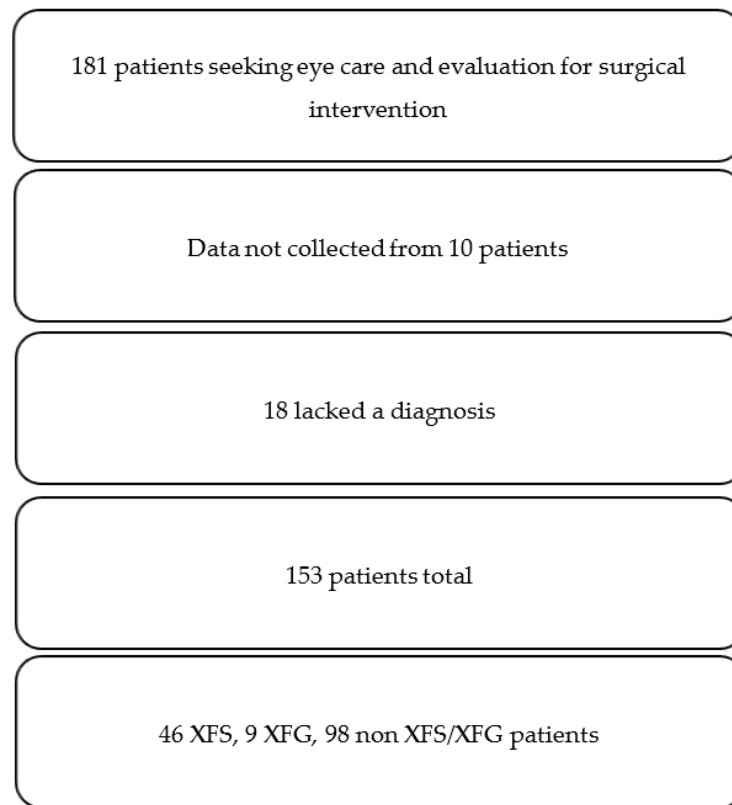 181 patients seeking eye care and evaluation for surgical
intervention
Data not collected from 10 patients
18 lacked a diagnosis
153 patients total
46 XFS, 9 XFG, 98 non XFS/XFG patients